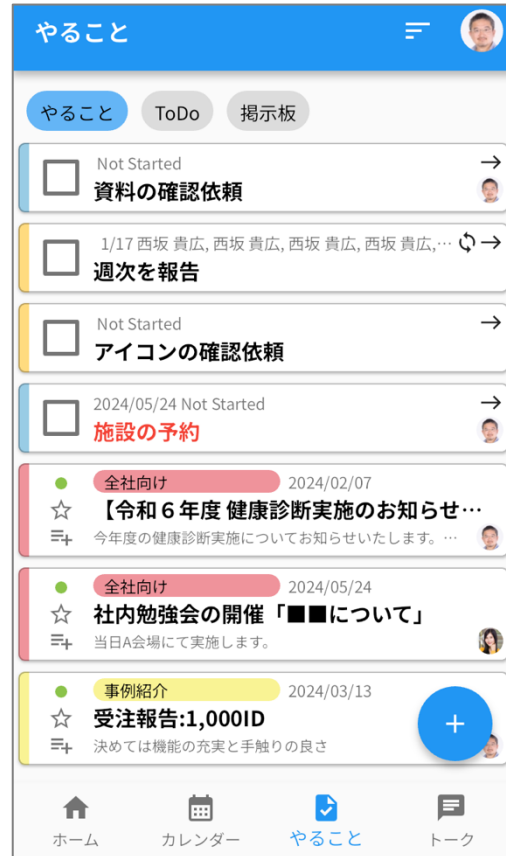 やること
やること ToDo 掲示板
Not Started
資料の確認依頼
1/17 西坂 貴広, 西坂 貴広, 西坂 貴広, 西坂 貴広,…
週次を報告
Not Started
アイコンの確認依頼
2024/05/24 Not Started
施設の予約
全社向け 2024/02/07
【令和６年度 健康診断実施のお知らせ…
今年度の健康診断実施についてお知らせいたします。…
全社向け 2024/05/24
社内勉強会の開催「■■について」
当日A会場にて実施します。
事例紹介 2024/03/13
受注報告:1,000ID
決めては機能の充実と手触りの良さ
ホーム カレンダー やること トーク